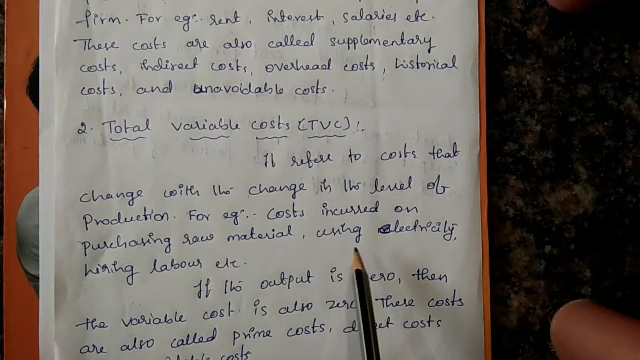 firm. For eg:. rent, interest, salaries etc.
These costs are also called supplementary
costs, indirect costs, overhead costs, historical
costs, and unavoidable costs.
2. Total variable costs (TVC):.
It refers to costs that
change with the change in the level of
production. For eg:. Costs incurred on
purchasing raw material, using electricity,
hiring labour etc.
If the output is zero, then
the variable cost is also zero. These costs
are also called prime costs, direct costs
costs